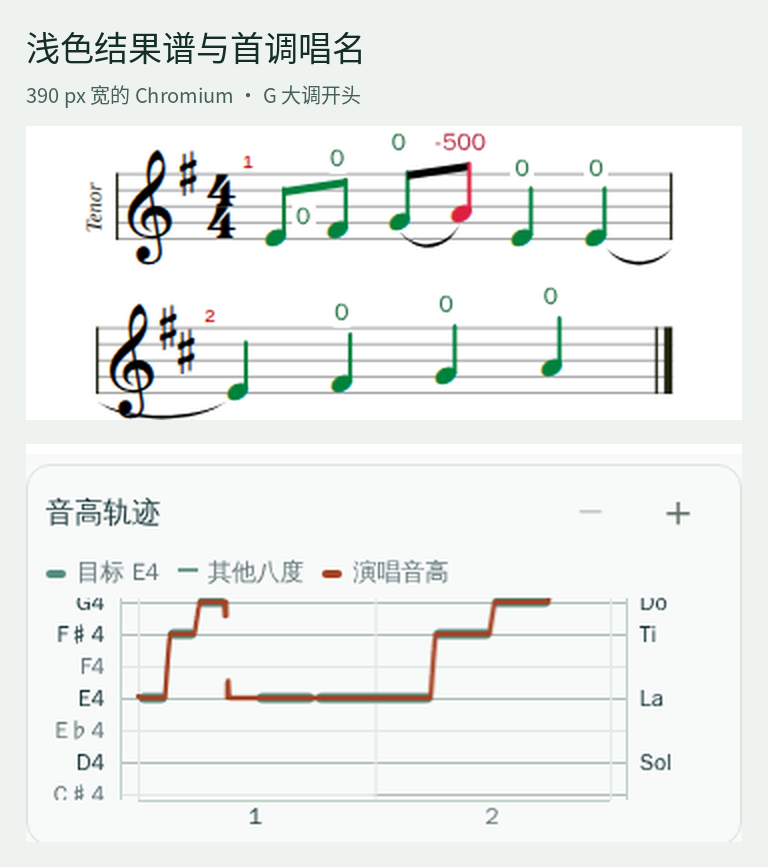 浅色结果谱与首调唱名
390 px 宽的 Chromium · G 大调开头
0 -500
1 0 0 0
Tenor 4 4 0
2 0 0 0
音高轨迹 − +
目标 E4 其他八度 演唱音高
G4 Do
F♯4 Ti
F4
E4 La
E♭4
D4 Sol
C♯4
1 2